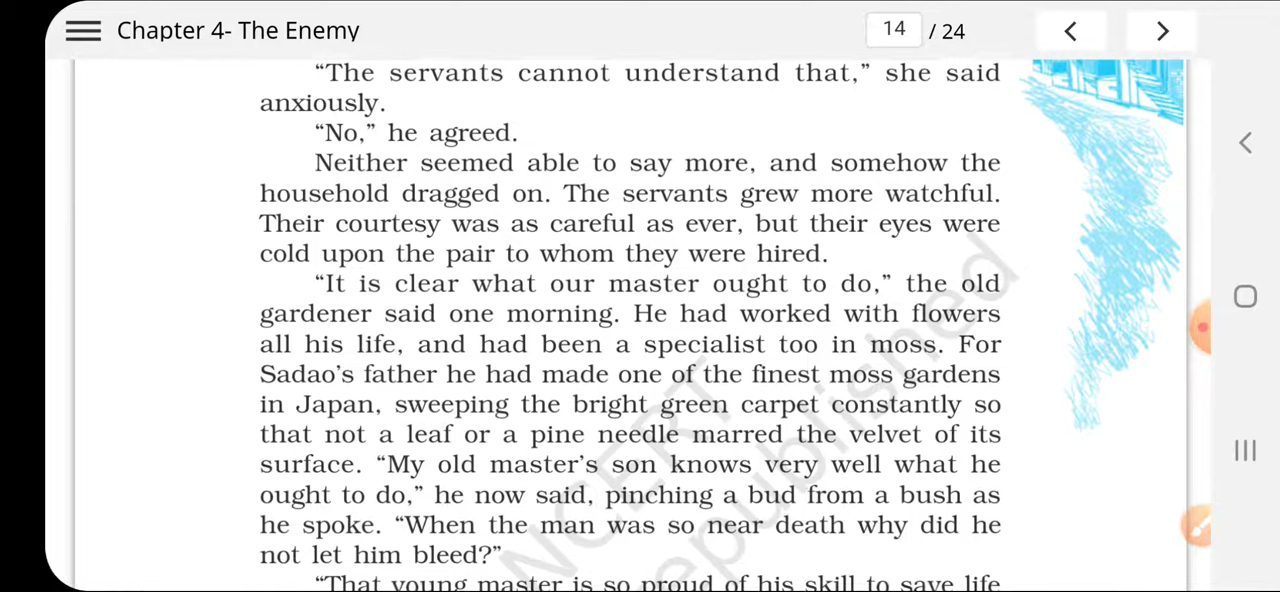 Chapter 4- The Enemy
14 / 24
“The servants cannot understand that,” she said
anxiously.
“No,” he agreed.
Neither seemed able to say more, and somehow the
household dragged on. The servants grew more watchful.
Their courtesy was as careful as ever, but their eyes were
cold upon the pair to whom they were hired.
“It is clear what our master ought to do,” the old
gardener said one morning. He had worked with flowers
all his life, and had been a specialist too in moss. For
Sadao’s father he had made one of the finest moss gardens
in Japan, sweeping the bright green carpet constantly so
that not a leaf or a pine needle marred the velvet of its
surface. “My old master’s son knows very well what he
ought to do,” he now said, pinching a bud from a bush as
he spoke. “When the man was so near death why did he
not let him bleed?”
“That young master is so proud of his skill to save life
NCERT
republished